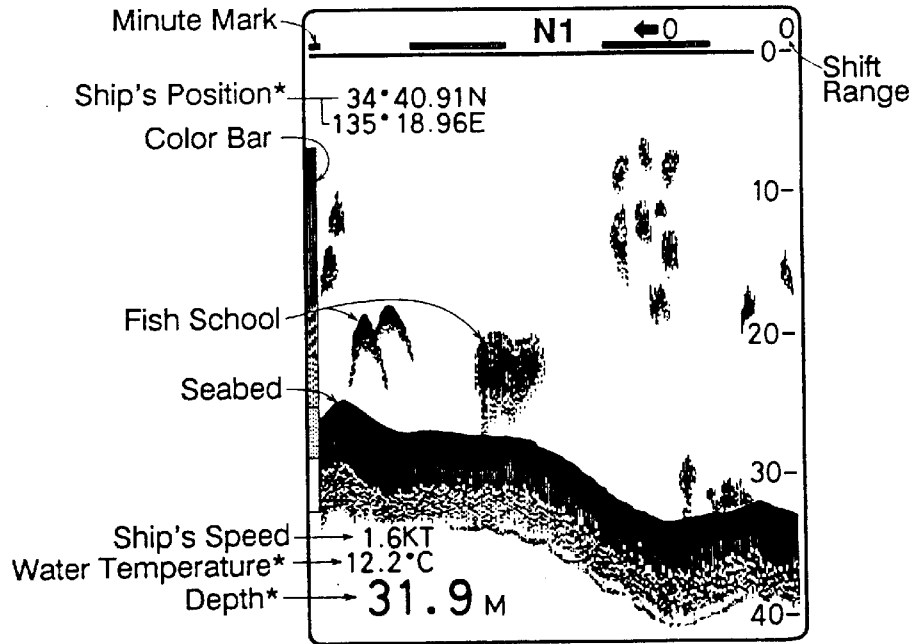 Minute Mark
N1 ←0 0
0
Shift
Range
Ship's Position*
34°40.91N
135°18.96E
Color Bar
10
Fish School
20
Seabed
30
Ship's Speed
1.6KT
Water Temperature*
12.2°C
Depth*
31.9 M
40